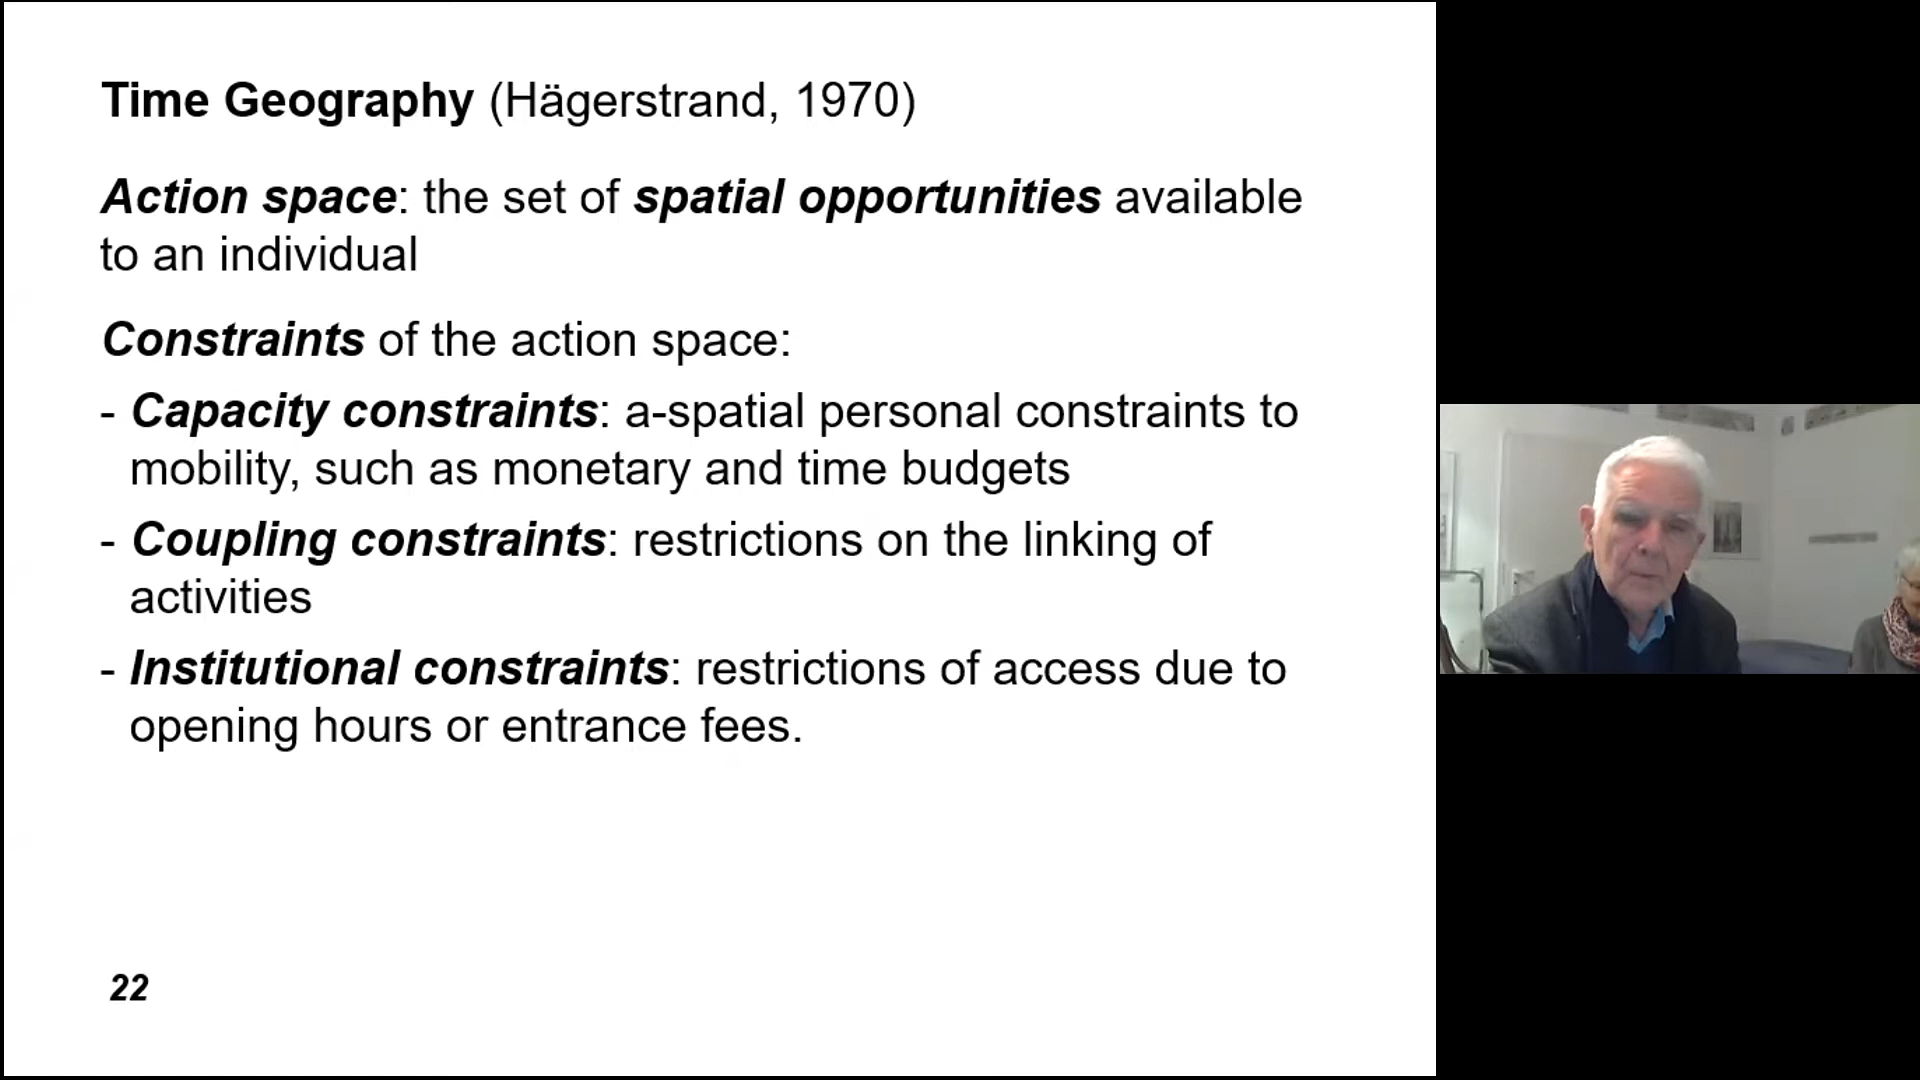 Time Geography (Hägerstrand, 1970)
Action space: the set of spatial opportunities available
to an individual
Constraints of the action space:
- Capacity constraints: a-spatial personal constraints to
mobility, such as monetary and time budgets
- Coupling constraints: restrictions on the linking of
activities
- Institutional constraints: restrictions of access due to
opening hours or entrance fees.
22